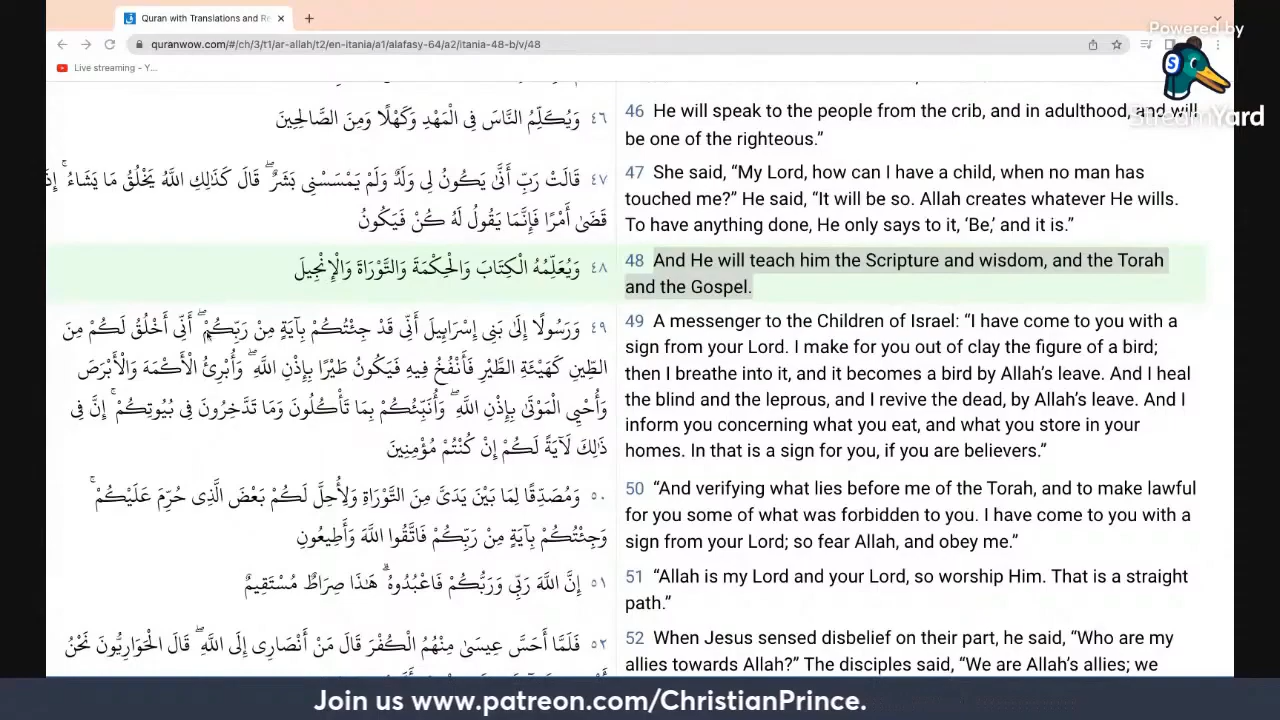 Quran with Translations and Re
quranwow.com/#/ch/3/t1/ar-allah/t2/en-itania/a1/alafasy-64/a2/itania-48-b/v/48
Live streaming - Y...
Powered by
StreamYard
٤٦ وَيُكَلِّمُ النَّاسَ فِى الْمَهْدِ وَكَهْلًا وَمِنَ الصَّالِحِينَ
46 He will speak to the people from the crib, and in adulthood, and will
be one of the righteous.”
٤٧ قَالَتْ رَبِّ أَنَّىٰ يَكُونُ لِى وَلَدٌ وَلَمْ يَمْسَسْنِى بَشَرٌ ۖ قَالَ كَذَٰلِكِ اللَّهُ يَخْلُقُ مَا يَشَاءُ ۚ إِذَ
قَضَىٰ أَمْرًا فَإِنَّمَا يَقُولُ لَهُ كُنْ فَيَكُونُ
47 She said, “My Lord, how can I have a child, when no man has
touched me?” He said, “It will be so. Allah creates whatever He wills.
To have anything done, He only says to it, ‘Be,’ and it is.”
٤٨ وَيُعَلِّمُهُ الْكِتَابَ وَالْحِكْمَةَ وَالتَّوْرَاةَ وَالْإِنْجِيلَ
48 And He will teach him the Scripture and wisdom, and the Torah
and the Gospel.
٤٩ وَرَسُولًا إِلَىٰ بَنِى إِسْرَابِيلَ أَنِّى قَدْ جِئْتُكُمْ بِآيَةٍ مِنْ رَبِّكُمْ ۖ أَنِّى أَخْلُقُ لَكُمْ مِنَ
الطِّينِ كَهَيْئَةِ الطَّيْرِ فَأَنْفُخُ فِيهِ فَيَكُونُ طَيْرًا بِإِذْنِ اللَّهِ ۖ وَأُبْرِئُ الْأَكْمَهَ وَالْأَبْرَصَ
وَأُحْيِى الْمَوْتَىٰ بِإِذْنِ اللَّهِ ۖ وَأُنَبِّئُكُمْ بِمَا تَأْكُلُونَ وَمَا تَدَّخِرُونَ فِى بُيُوتِكُمْ ۚ إِنَّ فِى
ذَٰلِكَ لَآيَةً لَكُمْ إِنْ كُنْتُمْ مُؤْمِنِينَ
49 A messenger to the Children of Israel: “I have come to you with a
sign from your Lord. I make for you out of clay the figure of a bird;
then I breathe into it, and it becomes a bird by Allah’s leave. And I heal
the blind and the leprous, and I revive the dead, by Allah’s leave. And I
inform you concerning what you eat, and what you store in your
homes. In that is a sign for you, if you are believers.”
٥٠ وَمُصَدِّقًا لِمَا بَيْنَ يَدَىَّ مِنَ التَّوْرَاةِ وَلِأُحِلَّ لَكُمْ بَعْضَ الَّذِى حُرِّمَ عَلَيْكُمْ ۚ
وَجِئْتُكُمْ بِآيَةٍ مِنْ رَبِّكُمْ فَاتَّقُوا اللَّهَ وَأَطِيعُونِ
50 “And verifying what lies before me of the Torah, and to make lawful
for you some of what was forbidden to you. I have come to you with a
sign from your Lord; so fear Allah, and obey me.”
٥١ إِنَّ اللَّهَ رَبِّى وَرَبُّكُمْ فَاعْبُدُوهُ ۗ هَٰذَا صِرَاطٌ مُسْتَقِيمٌ
51 “Allah is my Lord and your Lord, so worship Him. That is a straight
path.”
٥٢ فَلَمَّا أَحَسَّ عِيسَىٰ مِنْهُمُ الْكُفْرَ قَالَ مَنْ أَنْصَارِى إِلَى اللَّهِ ۖ قَالَ الْحَوَارِيُّونَ نَحْنُ
52 When Jesus sensed disbelief on their part, he said, “Who are my
allies towards Allah?” The disciples said, “We are Allah’s allies; we
Join us www.patreon.com/ChristianPrince.